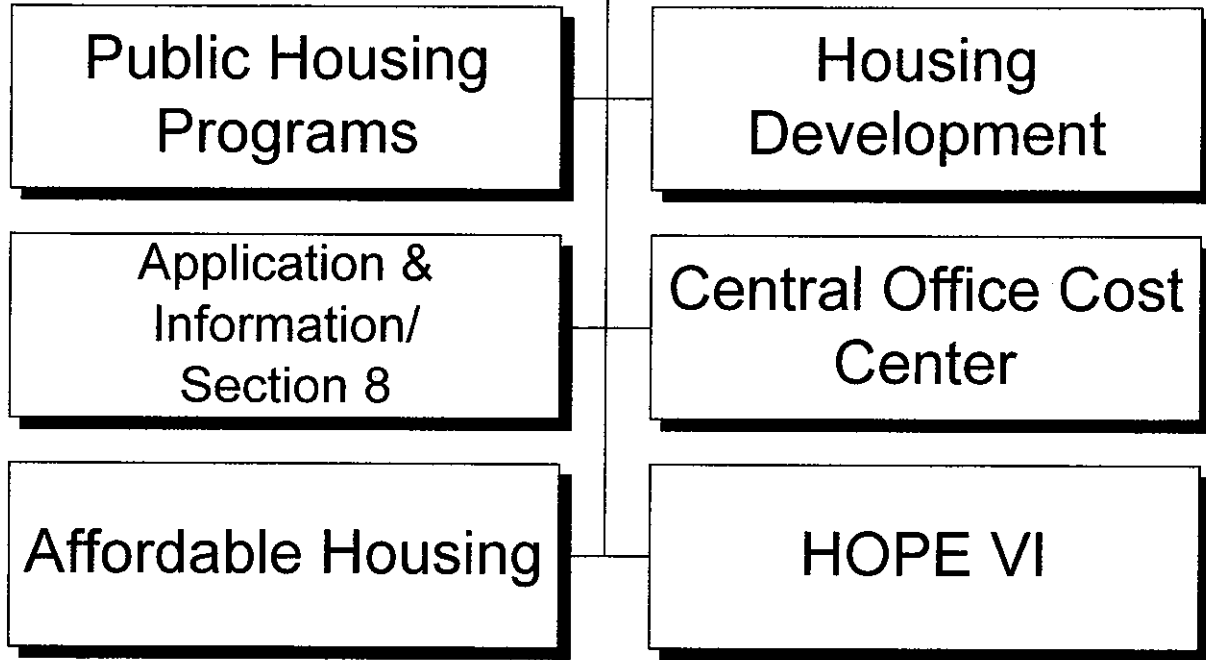 Public Housing
Programs
Housing
Development
Application &
Information/
Section 8
Central Office Cost
Center
Affordable Housing
HOPE VI